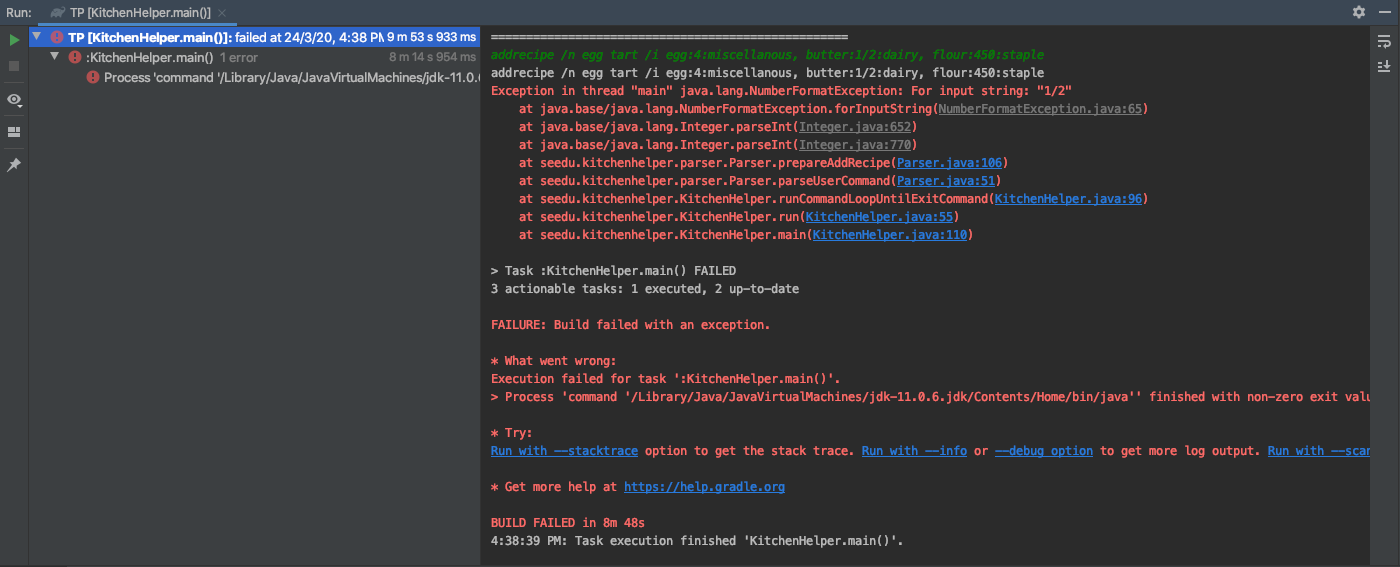 Run: TP [KitchenHelper.main()] ×
TP [KitchenHelper.main()]: failed at 24/3/20, 4:38 PM 9 m 53 s 933 ms
:KitchenHelper.main() 1 error 8 m 14 s 954 ms
Process 'command '/Library/Java/JavaVirtualMachines/jdk-11.0.6
addrecipe /n egg tart /i egg:4:miscellanous, butter:1/2:dairy, flour:450:staple
addrecipe /n egg tart /i egg:4:miscellanous, butter:1/2:dairy, flour:450:staple
Exception in thread "main" java.lang.NumberFormatException: For input string: "1/2"
at java.base/java.lang.NumberFormatException.forInputString(NumberFormatException.java:65)
at java.base/java.lang.Integer.parseInt(Integer.java:652)
at java.base/java.lang.Integer.parseInt(Integer.java:770)
at seedu.kitchenhelper.parser.Parser.prepareAddRecipe(Parser.java:106)
at seedu.kitchenhelper.parser.Parser.parseUserCommand(Parser.java:51)
at seedu.kitchenhelper.KitchenHelper.runCommandLoopUntilExitCommand(KitchenHelper.java:96)
at seedu.kitchenhelper.KitchenHelper.run(KitchenHelper.java:55)
at seedu.kitchenhelper.KitchenHelper.main(KitchenHelper.java:110)
> Task :KitchenHelper.main() FAILED
3 actionable tasks: 1 executed, 2 up-to-date
FAILURE: Build failed with an exception.
* What went wrong:
Execution failed for task ':KitchenHelper.main()'.
> Process 'command '/Library/Java/JavaVirtualMachines/jdk-11.0.6.jdk/Contents/Home/bin/java'' finished with non-zero exit valu
* Try:
Run with --stacktrace option to get the stack trace. Run with --info or --debug option to get more log output. Run with --scan
* Get more help at https://help.gradle.org
BUILD FAILED in 8m 48s
4:38:39 PM: Task execution finished 'KitchenHelper.main()'.